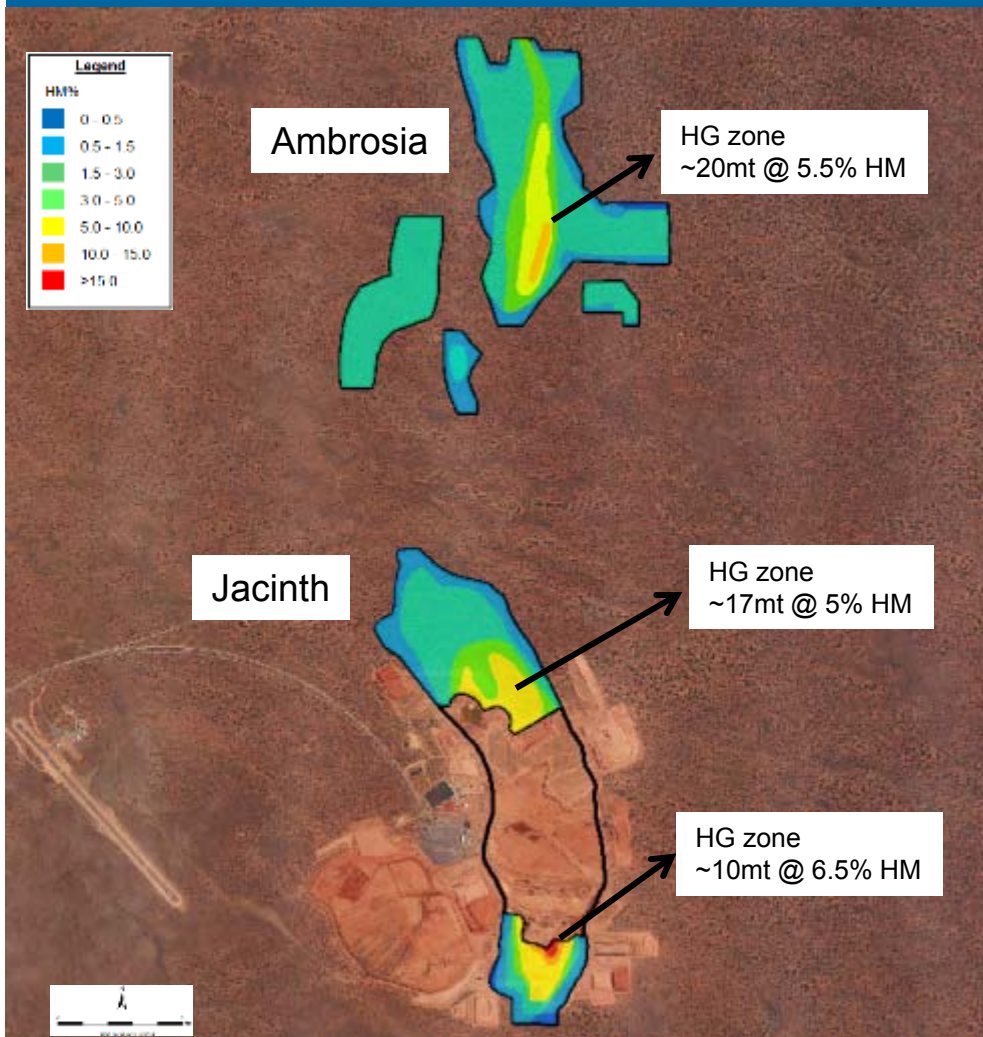 Legend
HM%
0 - 0.5
0.5 - 1.5
1.5 - 3.0
3.0 - 5.0
5.0 - 10.0
10.0 - 15.0
>15.0
Ambrosia
HG zone
~20mt @ 5.5% HM
Jacinth
HG zone
~17mt @ 5% HM
HG zone
~10mt @ 6.5% HM